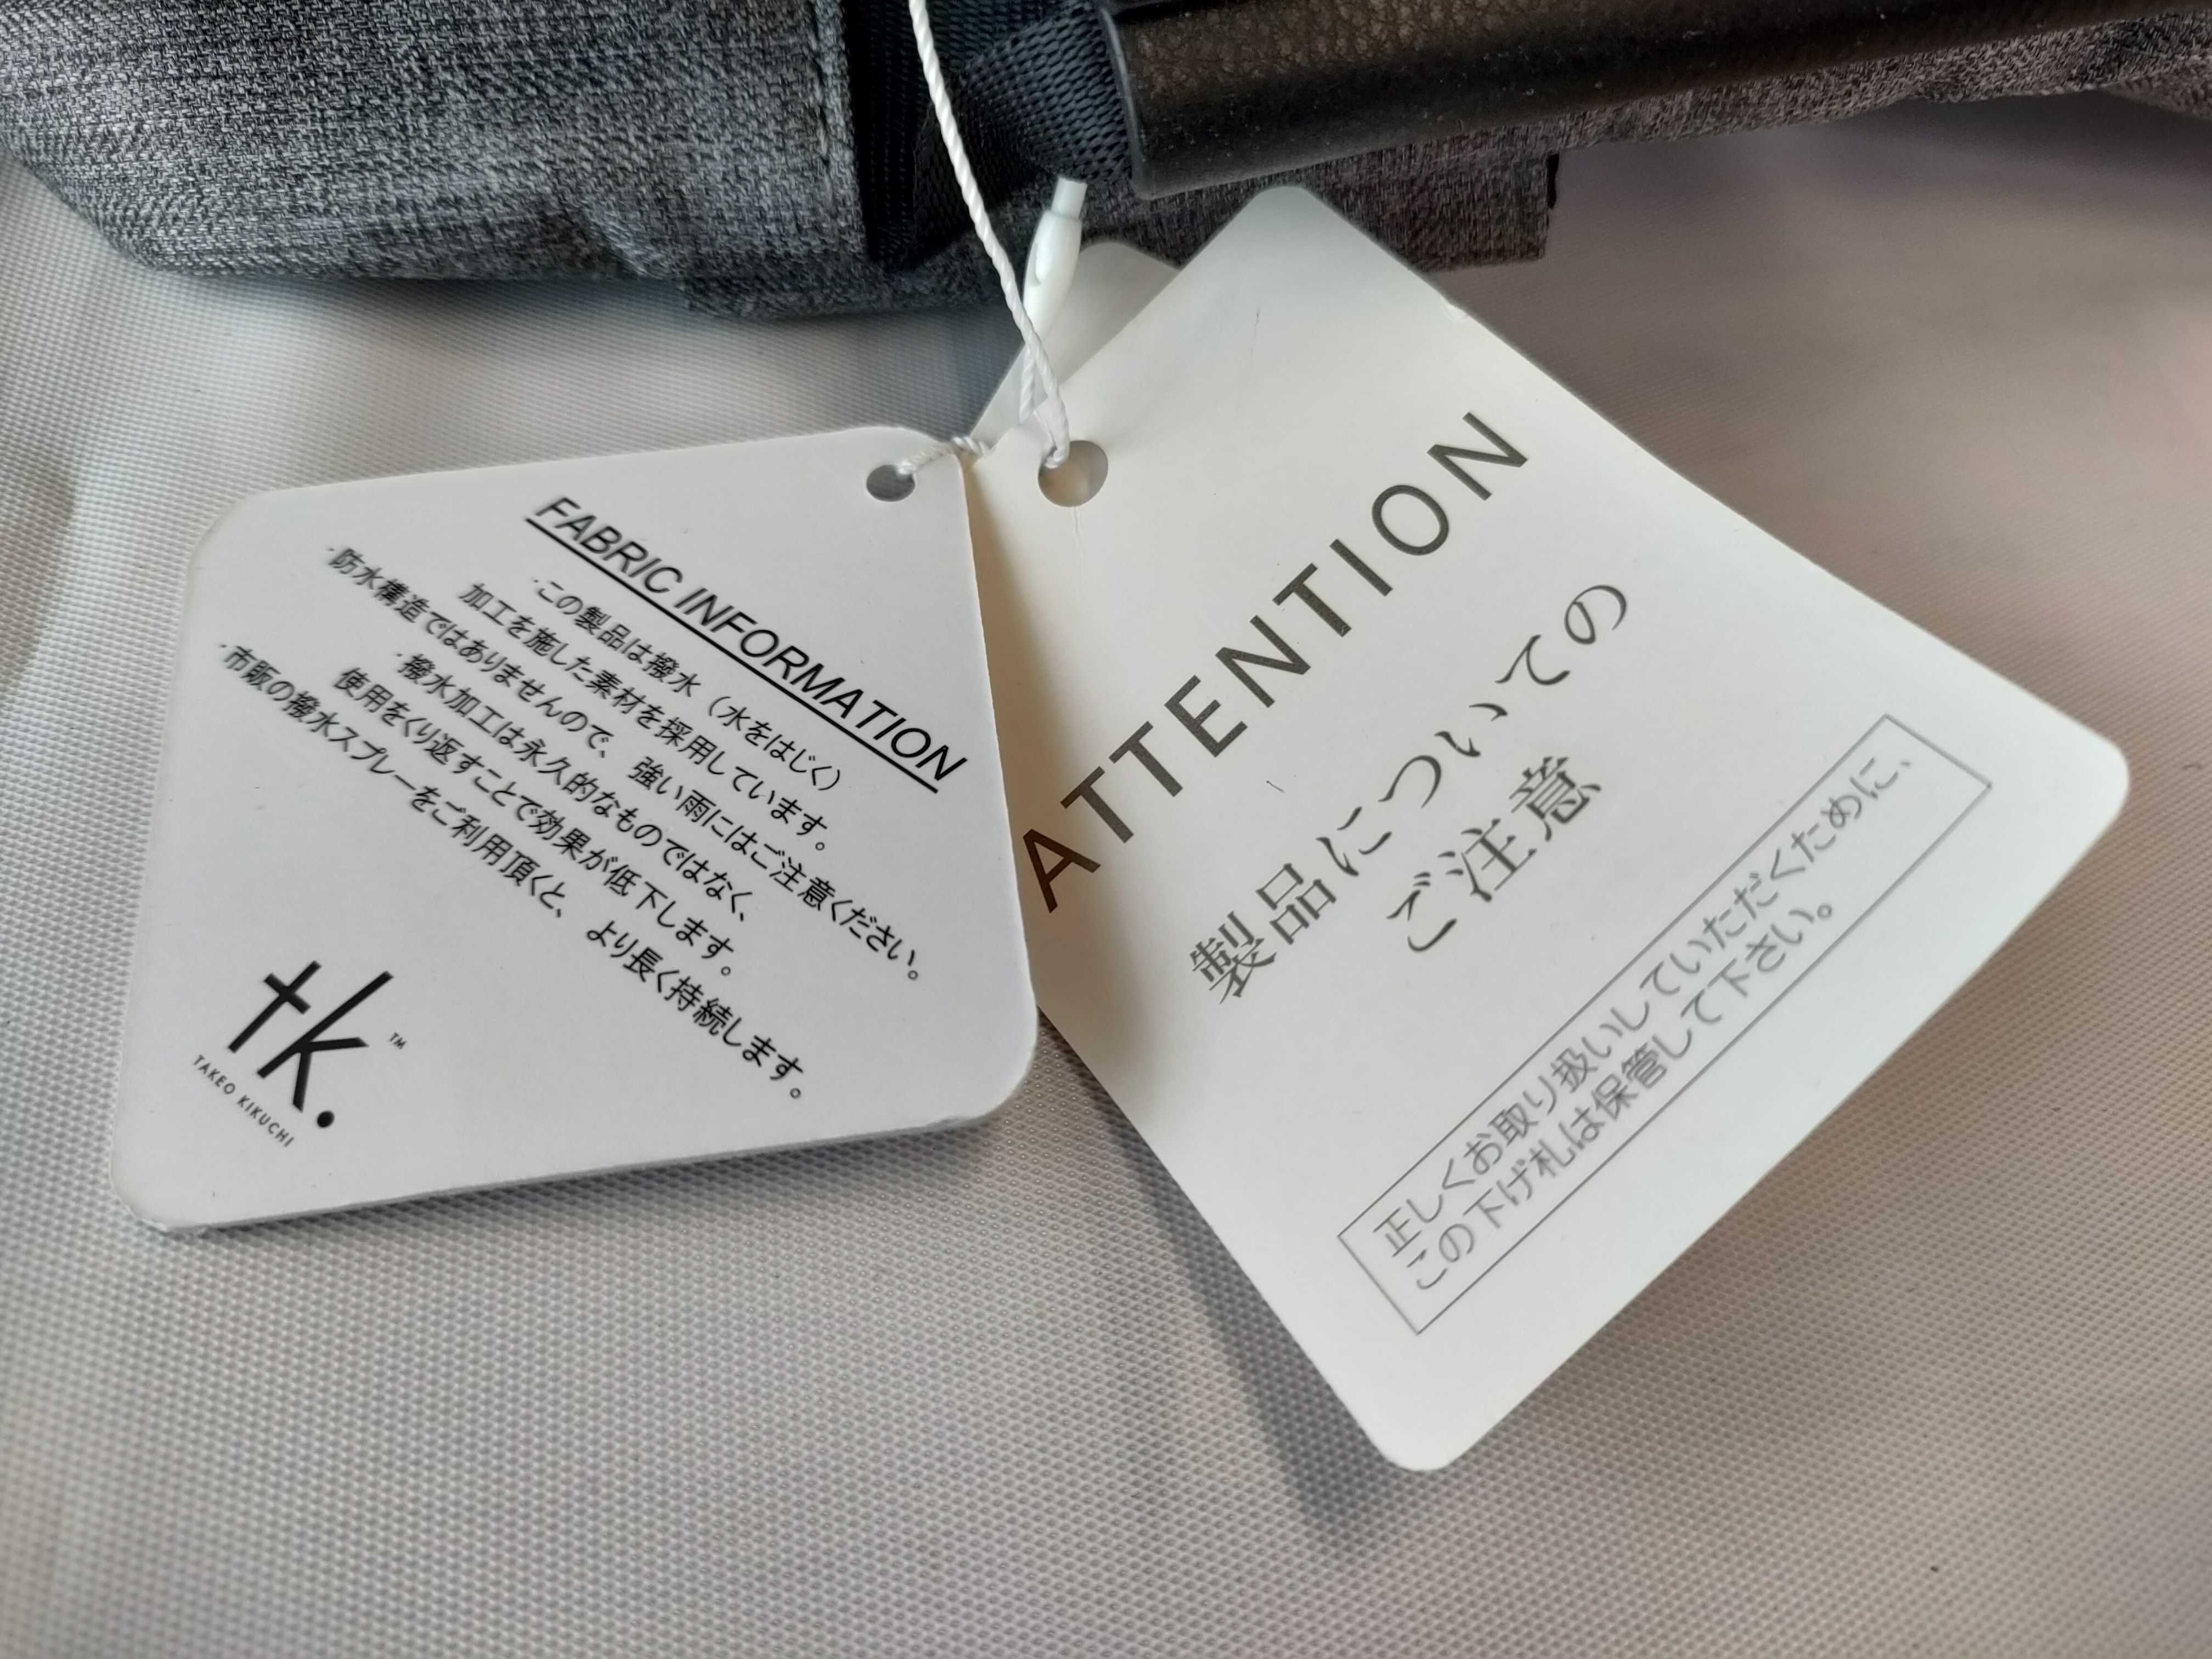 FABRIC INFORMATION
·この製品は撥水（水をはじく）
加工を施した素材を採用しています。
·防水構造ではありませんので、強い雨にはご注意ください。
·撥水加工は永久的なものではなく、
使用をくり返すことで効果が低下します。
·市販の撥水スプレーをご利用頂くと、より長く持続します。
tk.™
TAKEO KIKUCHI
ATTENTION
製品についての
ご注意
正しくお取り扱いしていただくために、
この下げ札は保管して下さい。